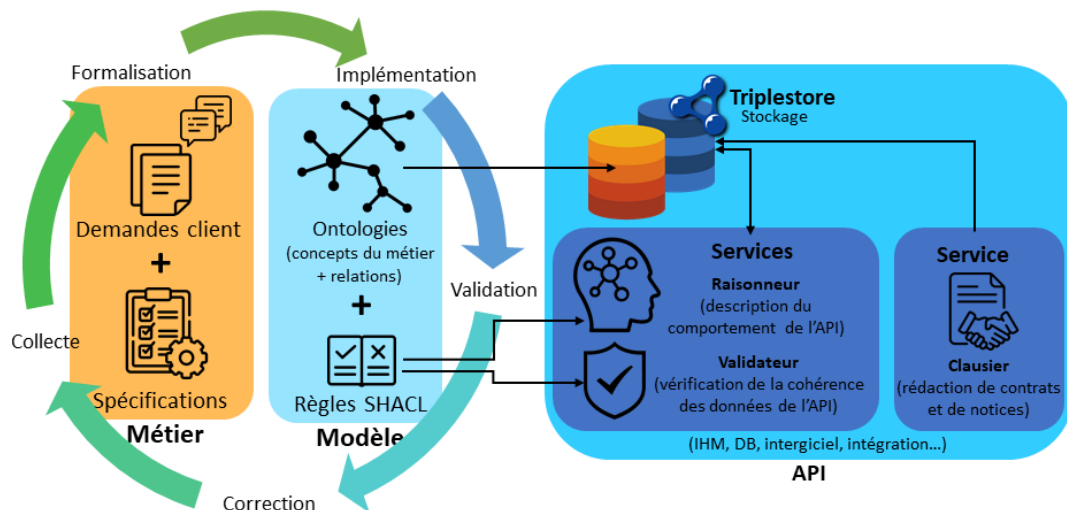 Formalisation
Implémentation
Triplestore
Stockage
Demandes client
+
Ontologies
(concepts du métier
+ relations)
+
Services
Service
Raisonneur
(description du
comportement de l'API)
Validation
Collecte
Validateur
(vérification de la cohérence
des données de l'API)
Clausier
(rédaction de contrats
et de notices)
Spécifications
Règles SHACL
Métier
Modèle
(IHM, DB, intergiciel, intégration...)
API
Correction